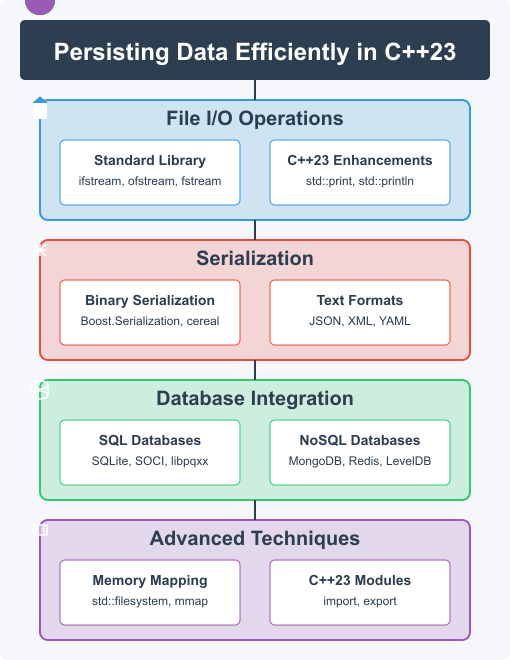 Persisting Data Efficiently in C++23
File I/O Operations
Standard Library
ifstream, ofstream, fstream
C++23 Enhancements
std::print, std::println
Serialization
Binary Serialization
Boost.Serialization, cereal
Text Formats
JSON, XML, YAML
Database Integration
SQL Databases
SQLite, SOCI, libpqxx
NoSQL Databases
MongoDB, Redis, LevelDB
Advanced Techniques
Memory Mapping
std::filesystem, mmap
C++23 Modules
import, export